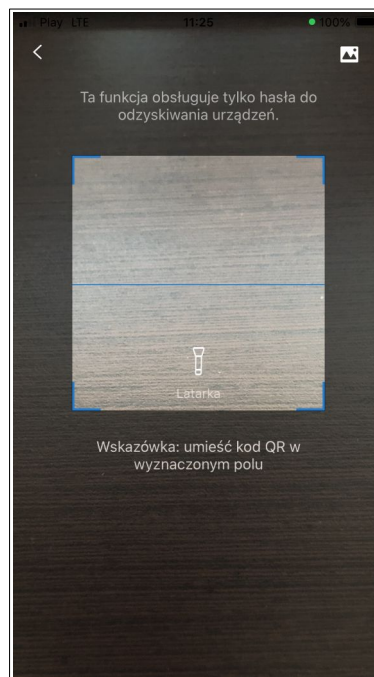 Play LTE 11:25 100%
Ta funkcja obsługuje tylko hasła do
odzyskiwania urządzeń.
Latarka
Wskazówka: umieść kod QR w
wyznaczonym polu